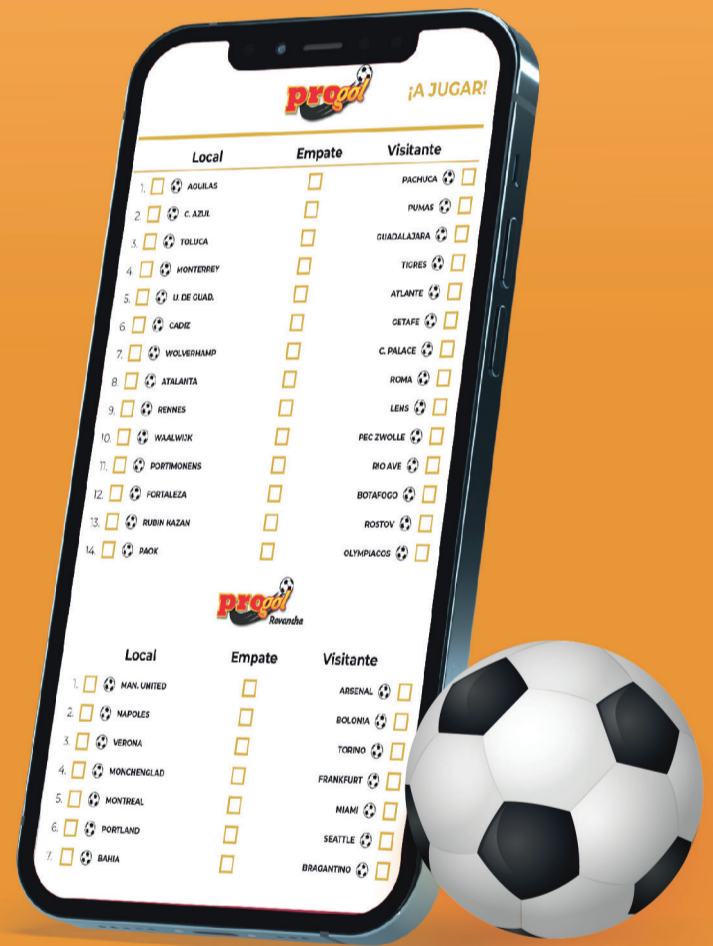 progol ¡A JUGAR!
Local Empate Visitante
1. AGUILAS PACHUCA
2. C. AZUL PUMAS
3. TOLUCA GUADALAJARA
4. MONTERREY TIGRES
5. U. DE GUAD. ATLANTE
6. CADIZ GETAFE
7. WOLVERHAMP C. PALACE
8. ATALANTA ROMA
9. RENNES LENS
10. WAALWIJK PEC ZWOLLE
11. PORTIMONENS RIO AVE
12. FORTALEZA BOTAFOGO
13. RUBIN KAZAN ROSTOV
14. PAOK OLYMPIACOS
progol
Revancha
Local Empate Visitante
1. MAN. UNITED ARSENAL
2. NAPOLES BOLONIA
3. VERONA TORINO
4. MONCHENGLAD FRANKFURT
5. MONTREAL MIAMI
6. PORTLAND SEATTLE
7. BAHIA BRAGANTINO